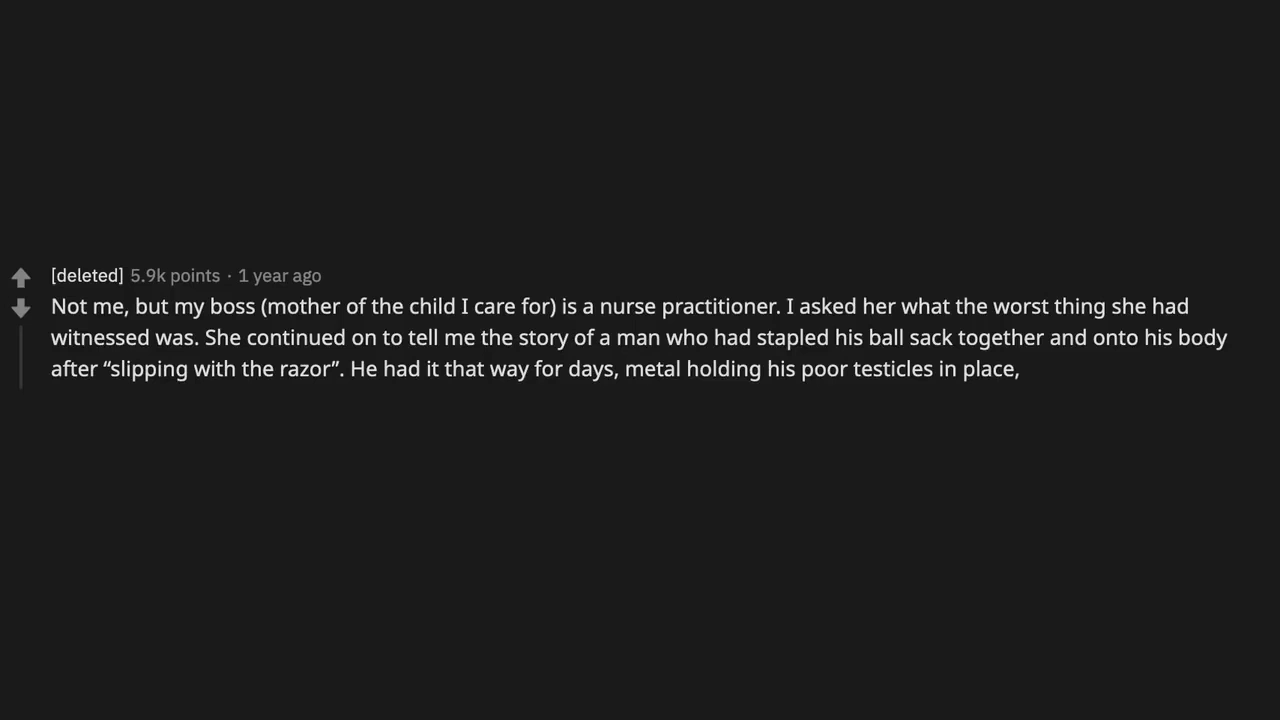 [deleted] 5.9k points · 1 year ago
Not me, but my boss (mother of the child I care for) is a nurse practitioner. I asked her what the worst thing she had
witnessed was. She continued on to tell me the story of a man who had stapled his ball sack together and onto his body
after “slipping with the razor”. He had it that way for days, metal holding his poor testicles in place,